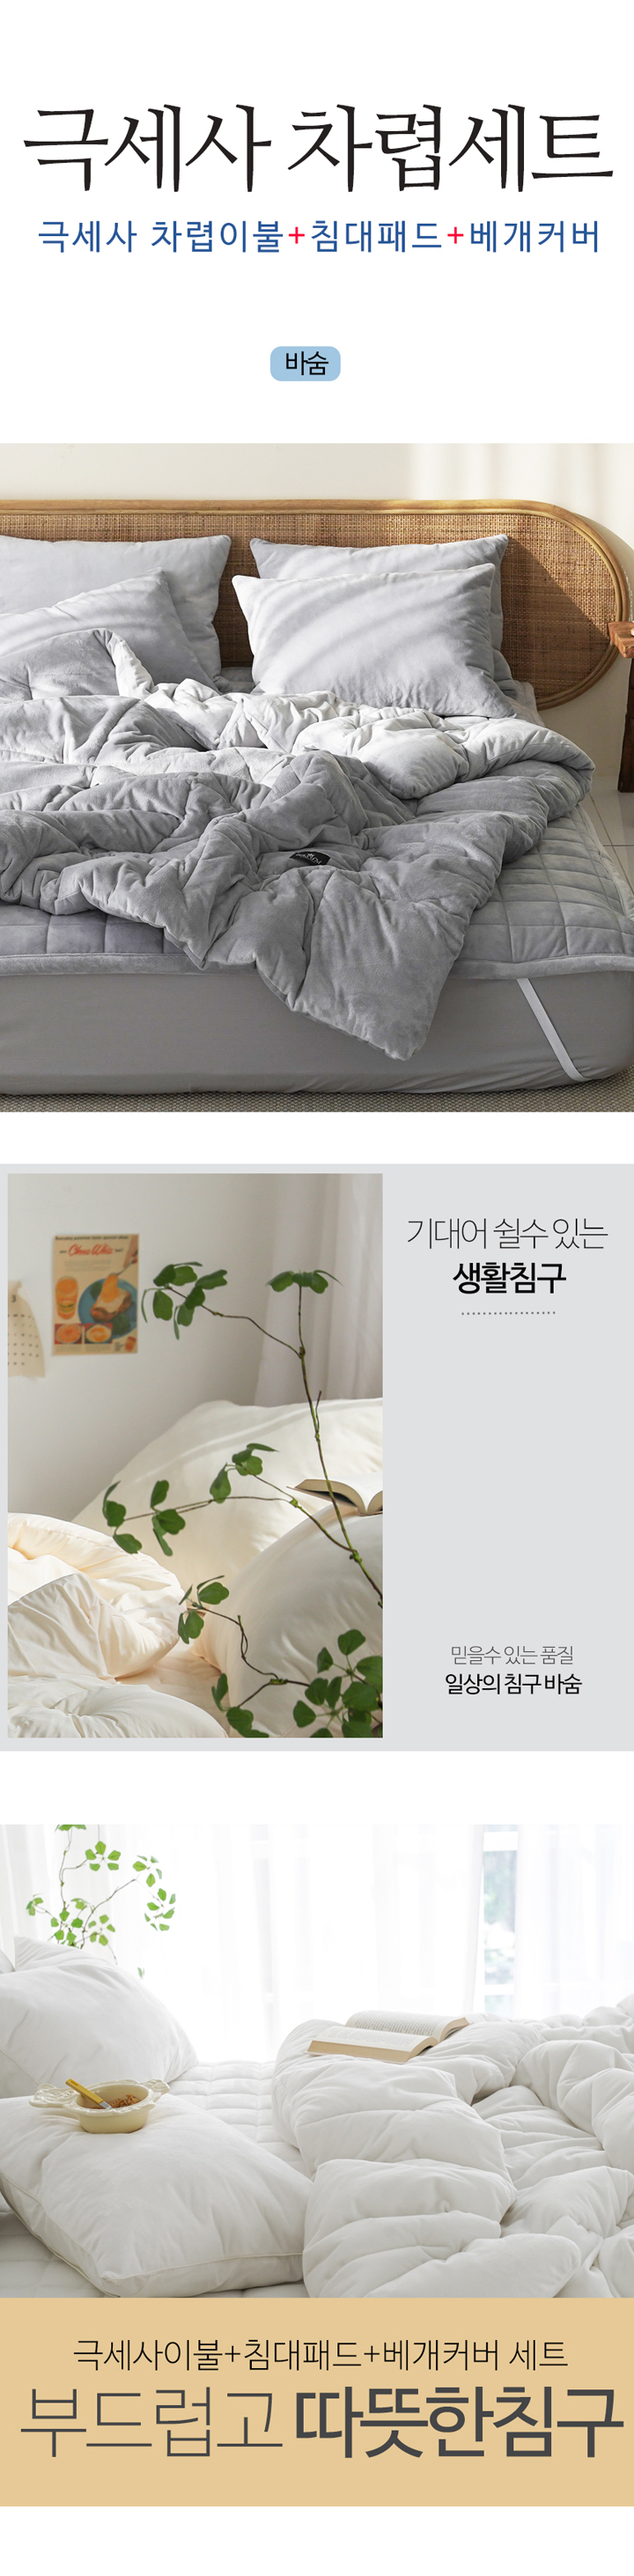 극세사 차렵세트
극세사 차렵이불+침대패드+베개커버
바숨
기대어 쉴수 있는
생활침구
믿을수 있는 품질
일상의 침구 바숨
극세사이불+침대패드+베개커버 세트
부드럽고 따뜻한침구